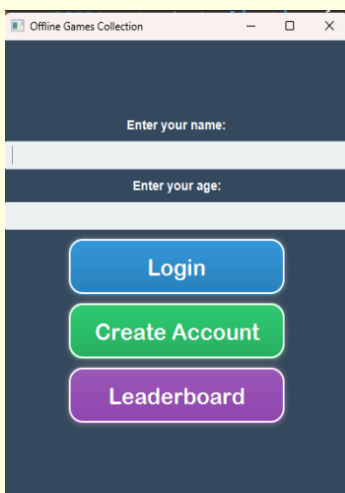 Offline Games Collection
Enter your name:
Enter your age:
Login
Create Account
Leaderboard